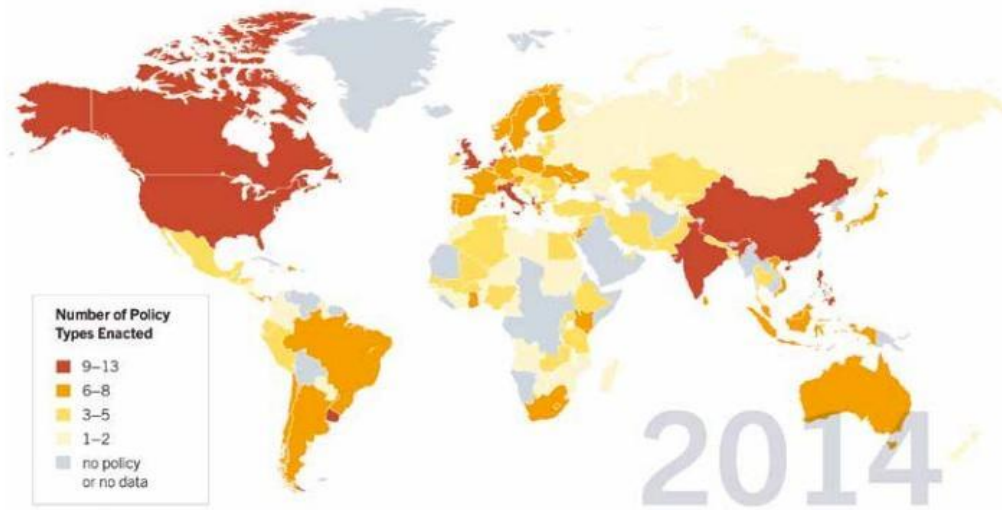 Number of Policy
Types Enacted
9–13
6–8
3–5
1–2
no policy
or no data
2014